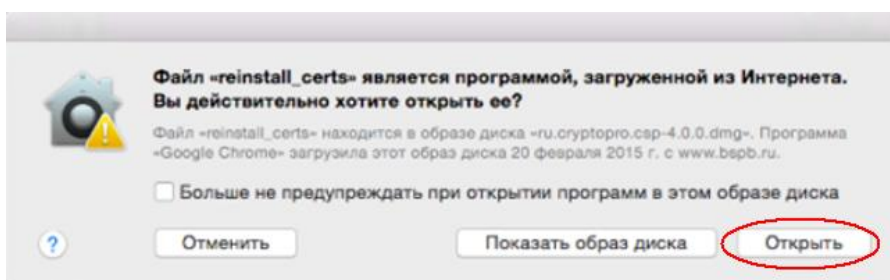 Файл «reinstall_certs» является программой, загруженной из Интернета.
Вы действительно хотите открыть ее?
Файл «reinstall_certs» находится в образе диска «ru.cryptopro.csp-4.0.0.dmg». Программа
«Google Chrome» загрузила этот образ диска 20 февраля 2015 г. с www.bspb.ru.
Больше не предупреждать при открытии программ в этом образе диска
? Отменить Показать образ диска Открыть